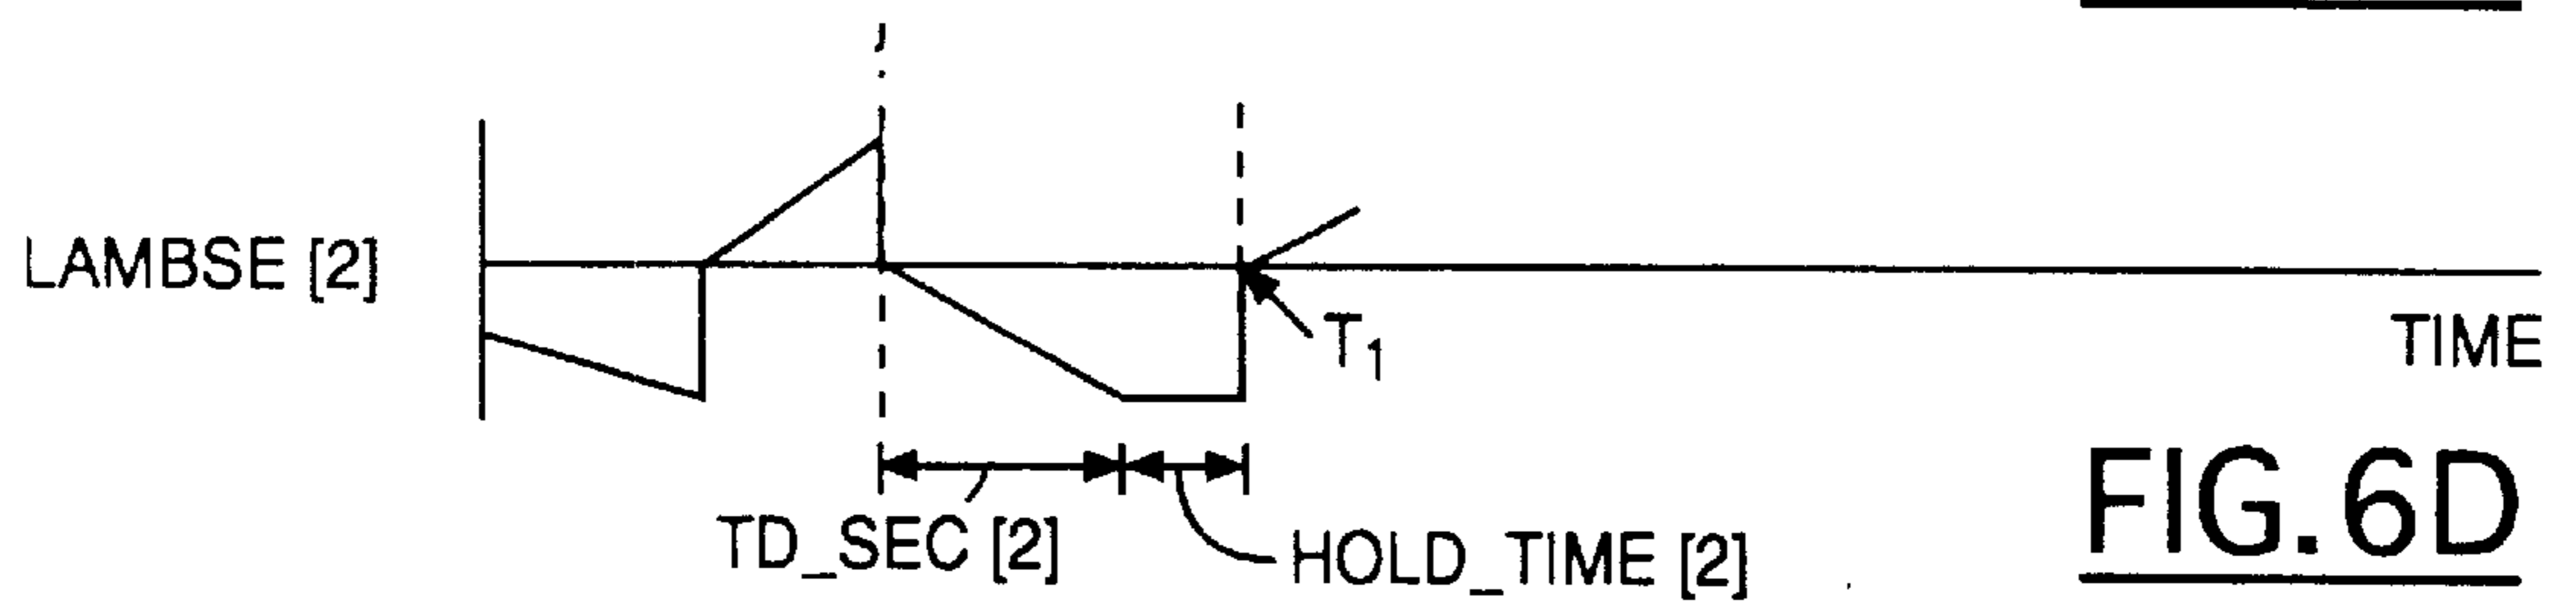 LAMBSE [2]
T1
TIME
TD_SEC [2]
HOLD_TIME [2]
FIG. 6D